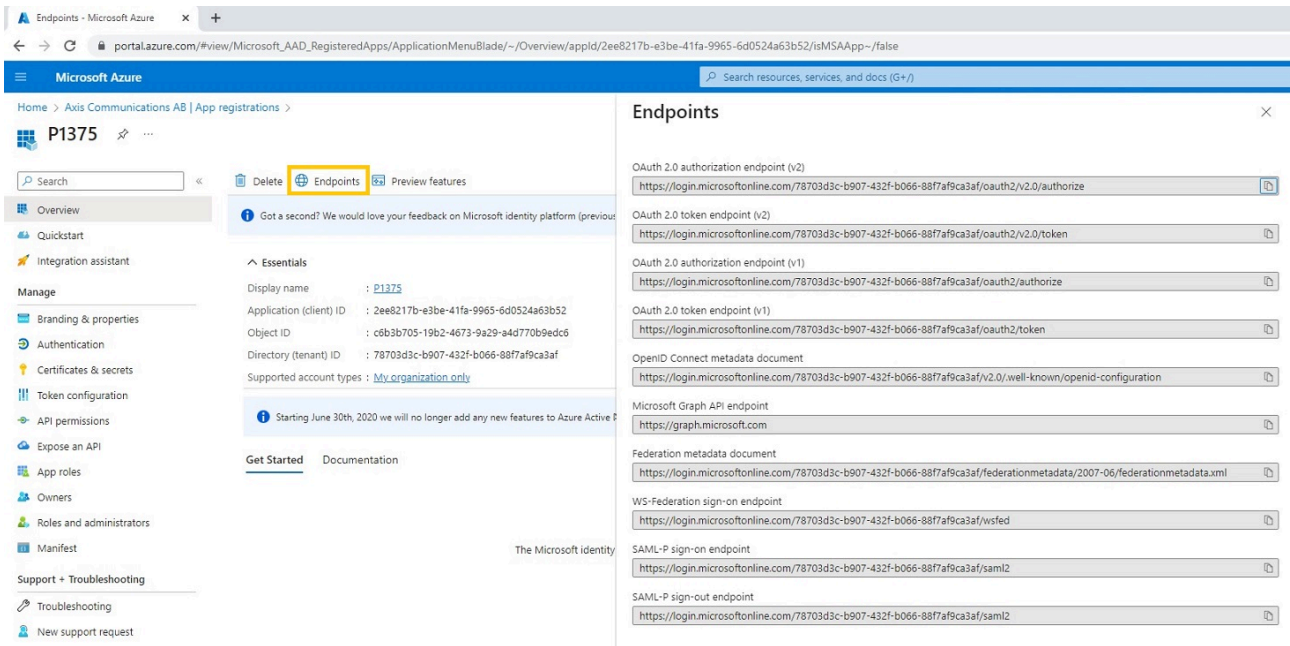 Endpoints - Microsoft Azure
portal.azure.com/#view/Microsoft_AAD_RegisteredApps/ApplicationMenuBlade/~/Overview/appId/2ee8217b-e3be-41fa-9965-6d0524a63b52/isMSAApp~/false
Microsoft Azure
Search resources, services, and docs (G+/)
Home > Axis Communications AB | App registrations >
P1375
Search
Overview
Quickstart
Integration assistant
Manage
Branding & properties
Authentication
Certificates & secrets
Token configuration
API permissions
Expose an API
App roles
Owners
Roles and administrators
Manifest
Support + Troubleshooting
Troubleshooting
New support request
Delete
Endpoints
Preview features
Got a second? We would love your feedback on Microsoft identity platform (previous
Essentials
Display name : P1375
Application (client) ID : 2ee8217b-e3be-41fa-9965-6d0524a63b52
Object ID : c6b3b705-19b2-4673-9a29-a4d770b9edc6
Directory (tenant) ID : 78703d3c-b907-432f-b066-88f7af9ca3af
Supported account types : My organization only
Starting June 30th, 2020 we will no longer add any new features to Azure Active
Get Started Documentation
The Microsoft identity
Endpoints
OAuth 2.0 authorization endpoint (v2)
https://login.microsoftonline.com/78703d3c-b907-432f-b066-88f7af9ca3af/oauth2/v2.0/authorize
OAuth 2.0 token endpoint (v2)
https://login.microsoftonline.com/78703d3c-b907-432f-b066-88f7af9ca3af/oauth2/v2.0/token
OAuth 2.0 authorization endpoint (v1)
https://login.microsoftonline.com/78703d3c-b907-432f-b066-88f7af9ca3af/oauth2/authorize
OAuth 2.0 token endpoint (v1)
https://login.microsoftonline.com/78703d3c-b907-432f-b066-88f7af9ca3af/oauth2/token
OpenID Connect metadata document
https://login.microsoftonline.com/78703d3c-b907-432f-b066-88f7af9ca3af/v2.0/.well-known/openid-configuration
Microsoft Graph API endpoint
https://graph.microsoft.com
Federation metadata document
https://login.microsoftonline.com/78703d3c-b907-432f-b066-88f7af9ca3af/federationmetadata/2007-06/federationmetadata.xml
WS-Federation sign-on endpoint
https://login.microsoftonline.com/78703d3c-b907-432f-b066-88f7af9ca3af/wsfed
SAML-P sign-on endpoint
https://login.microsoftonline.com/78703d3c-b907-432f-b066-88f7af9ca3af/saml2
SAML-P sign-out endpoint
https://login.microsoftonline.com/78703d3c-b907-432f-b066-88f7af9ca3af/saml2